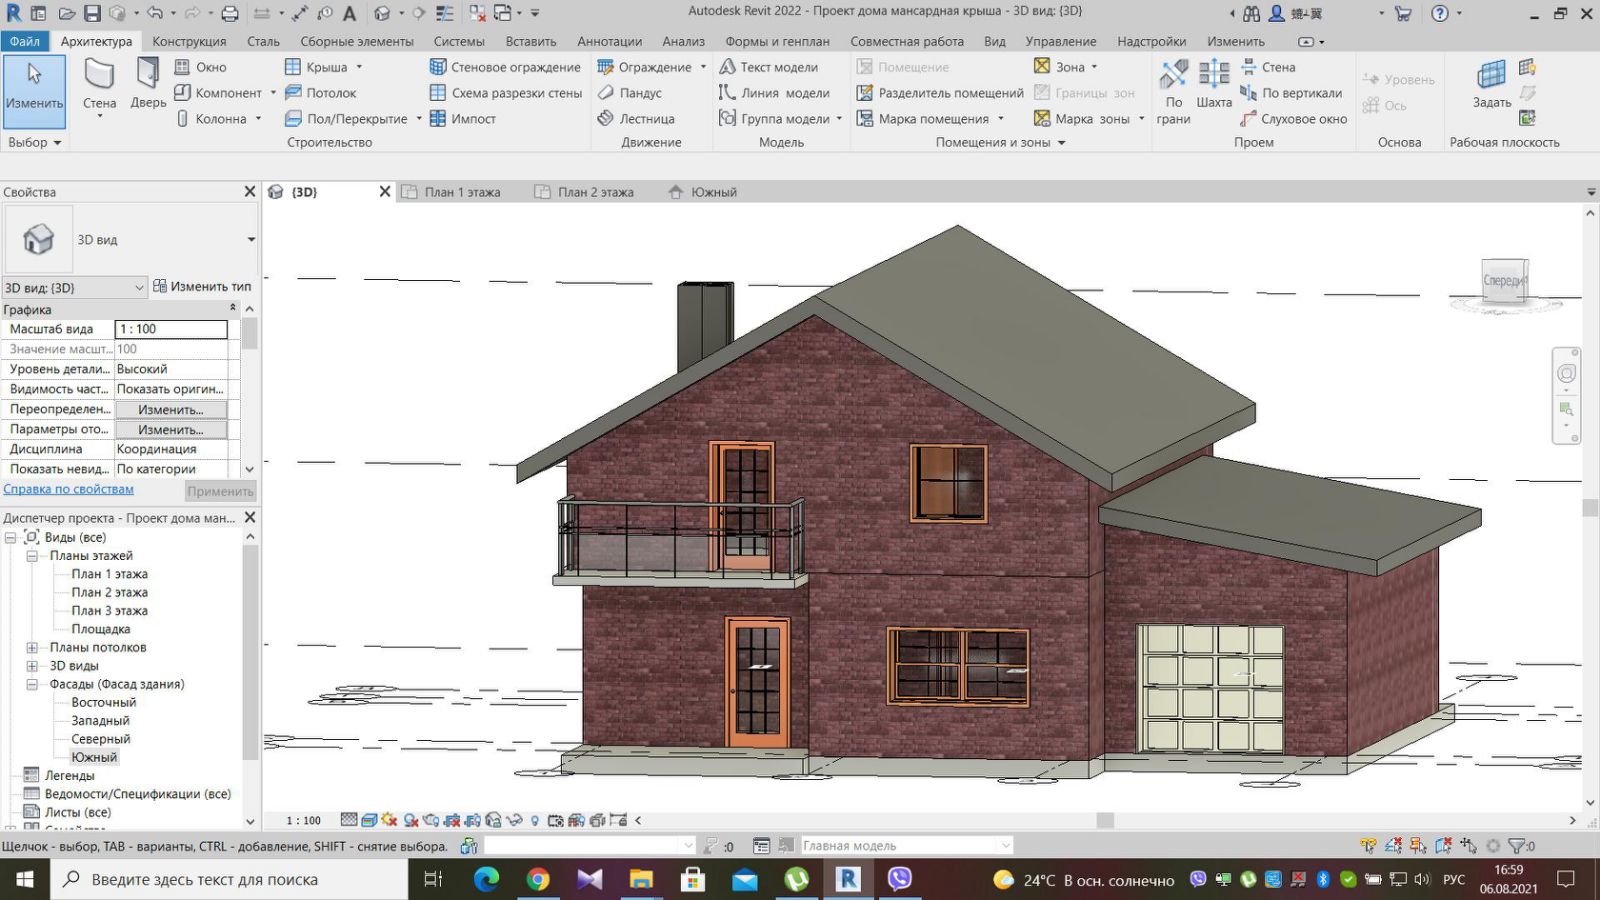 Autodesk Revit 2022 - Проект дома мансардная крыша - 3D вид: {3D}
Файл Архитектура Конструкция Сталь Сборные элементы Системы Вставить Аннотации Анализ Формы и генплан Совместная работа Вид Управление Надстройки Изменить
Изменить
Стена
Дверь
Окно
Компонент
Колонна
Крыша
Потолок
Пол/Перекрытие
Стеновое ограждение
Схема разрезки стены
Импост
Ограждение
Пандус
Лестница
Текст модели
Линия модели
Группа модели
Помещение
Разделитель помещений
Марка помещения
Зона
Границы зон
Марка зоны
По грани
Шахта
Стена
По вертикали
Слуховое окно
Уровень
Ось
Задать
Выбор Строительство Движение Модель Помещения и зоны Проем Основа Рабочая плоскость
Свойства
{3D} План 1 этажа План 2 этажа Южный
3D вид
3D вид: {3D} Изменить тип
Графика
Масштаб вида 1 : 100
Значение масшт... 100
Уровень детали... Высокий
Видимость част... Показать оригин...
Переопределен... Изменить...
Параметры ото... Изменить...
Дисциплина Координация
Показать невид... По категории
Справка по свойствам Применить
Диспетчер проекта - Проект дома ман...
Виды (все)
Планы этажей
План 1 этажа
План 2 этажа
План 3 этажа
Площадка
Планы потолков
3D виды
Фасады (Фасад здания)
Восточный
Западный
Северный
Южный
Легенды
Ведомости/Спецификации (все)
Листы (все)
Спереди
1 : 100
Щелчок - выбор, TAB - варианты, CTRL - добавление, SHIFT - снятие выбора. :0 Главная модель :0
Введите здесь текст для поиска
24°C В осн. солнечно РУС 16:59
06.08.2021